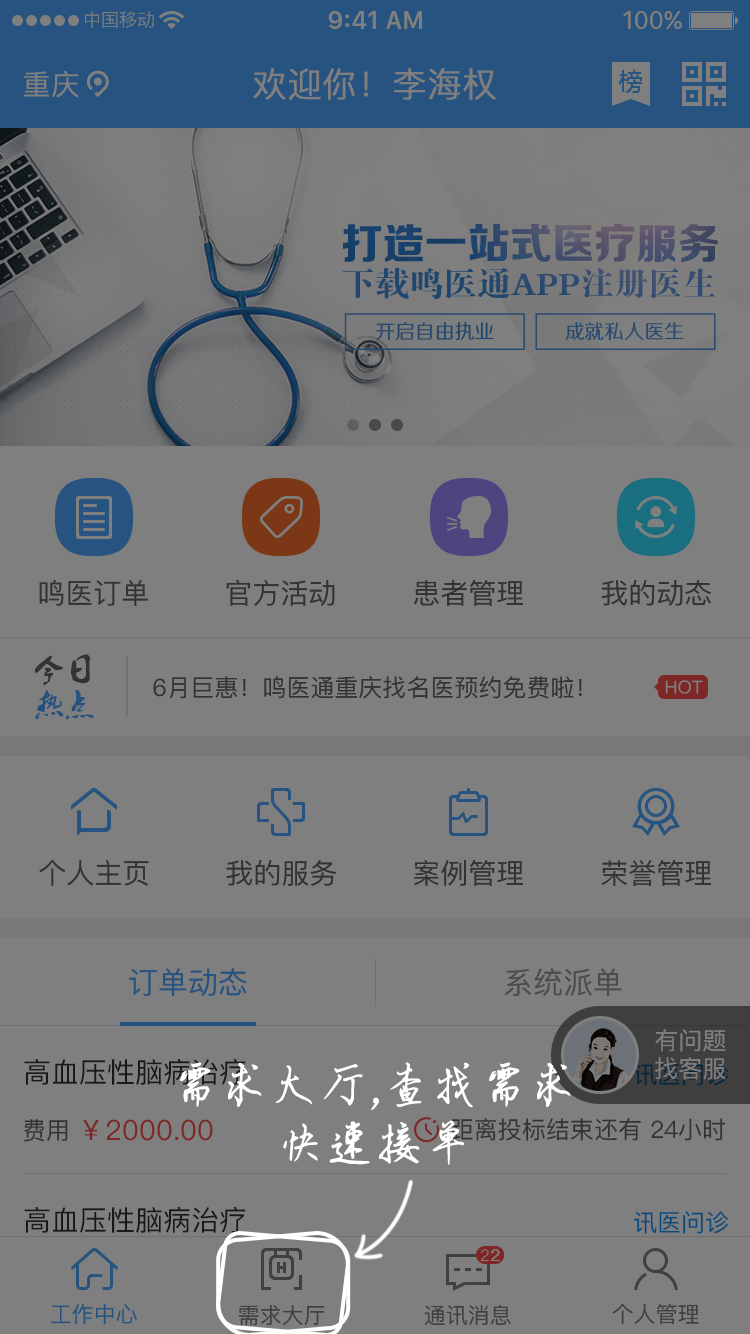 中国移动 9:41 AM 100%
重庆 欢迎你！李海权 榜
打造一站式医疗服务
下载鸣医通APP注册医生
开启自由执业 成就私人医生
鸣医订单 官方活动 患者管理 我的动态
今日
热点
6月巨惠！鸣医通重庆找名医预约免费啦！ HOT
个人主页 我的服务 案例管理 荣誉管理
订单动态 系统派单
有问题
找客服
高血压性脑病治疗 讯医问诊
需求大厅,查找需求
费用 ￥2000.00 距离投标结束还有 24小时
快速接单
高血压性脑病治疗 讯医问诊
H 22
工作中心 需求大厅 通讯消息 个人管理